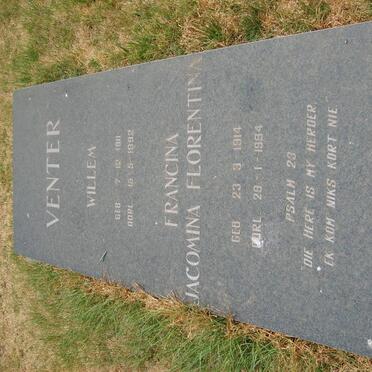 VENTER
WILLEM
GEB 7-12-1911
OORL 15-5-1992
FRANCINA
JACOMINA FLORENTINA
GEB 23-3-1914
OORL 29-1-1994
PSALM 23
DIE HERE IS MY HERDER,
EK KOM NIKS KORT NIE